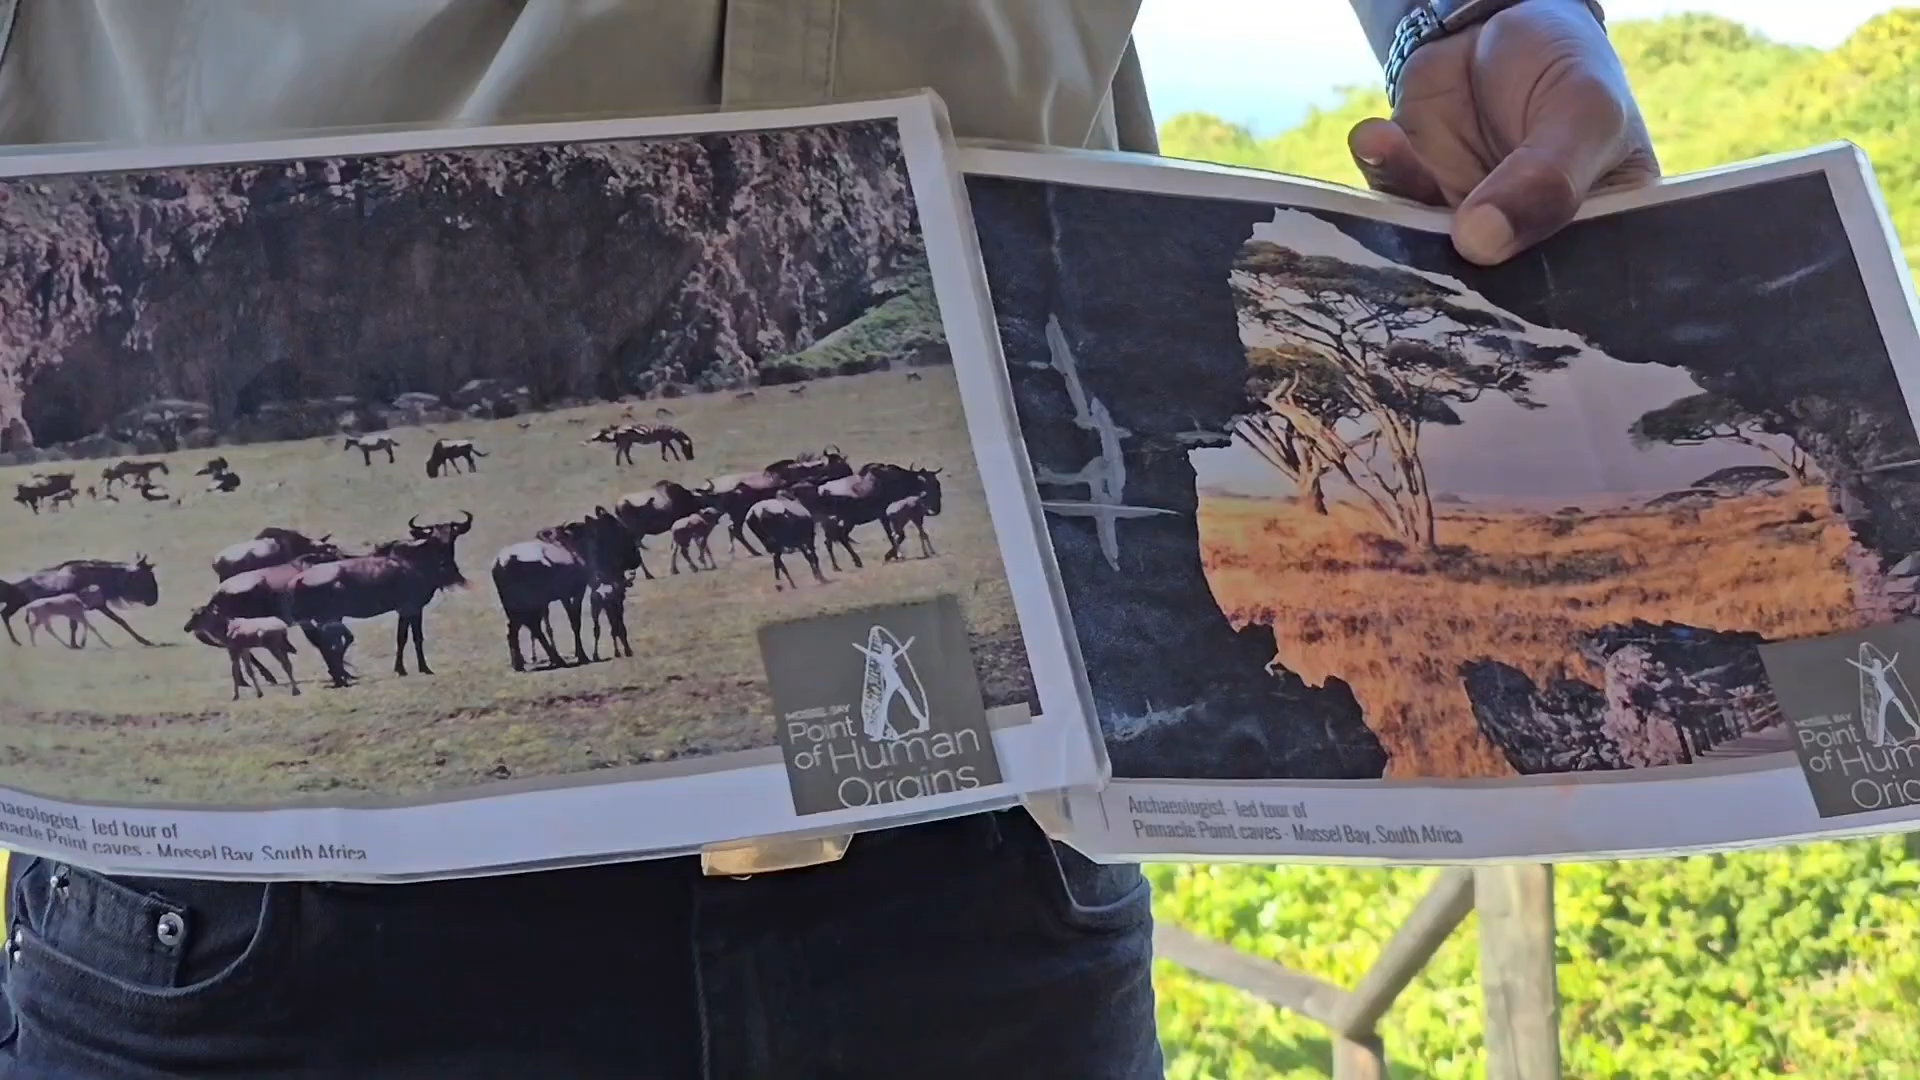 MOSSEL BAY
Point
of Human
Origins
haeologist- led tour of
nacle Point caves - Mossel Bay, South Africa
MOSSEL BAY
Point
of Hum
Orig
Archaeologist- led tour of
Pinnacle Point caves - Mossel Bay, South Africa